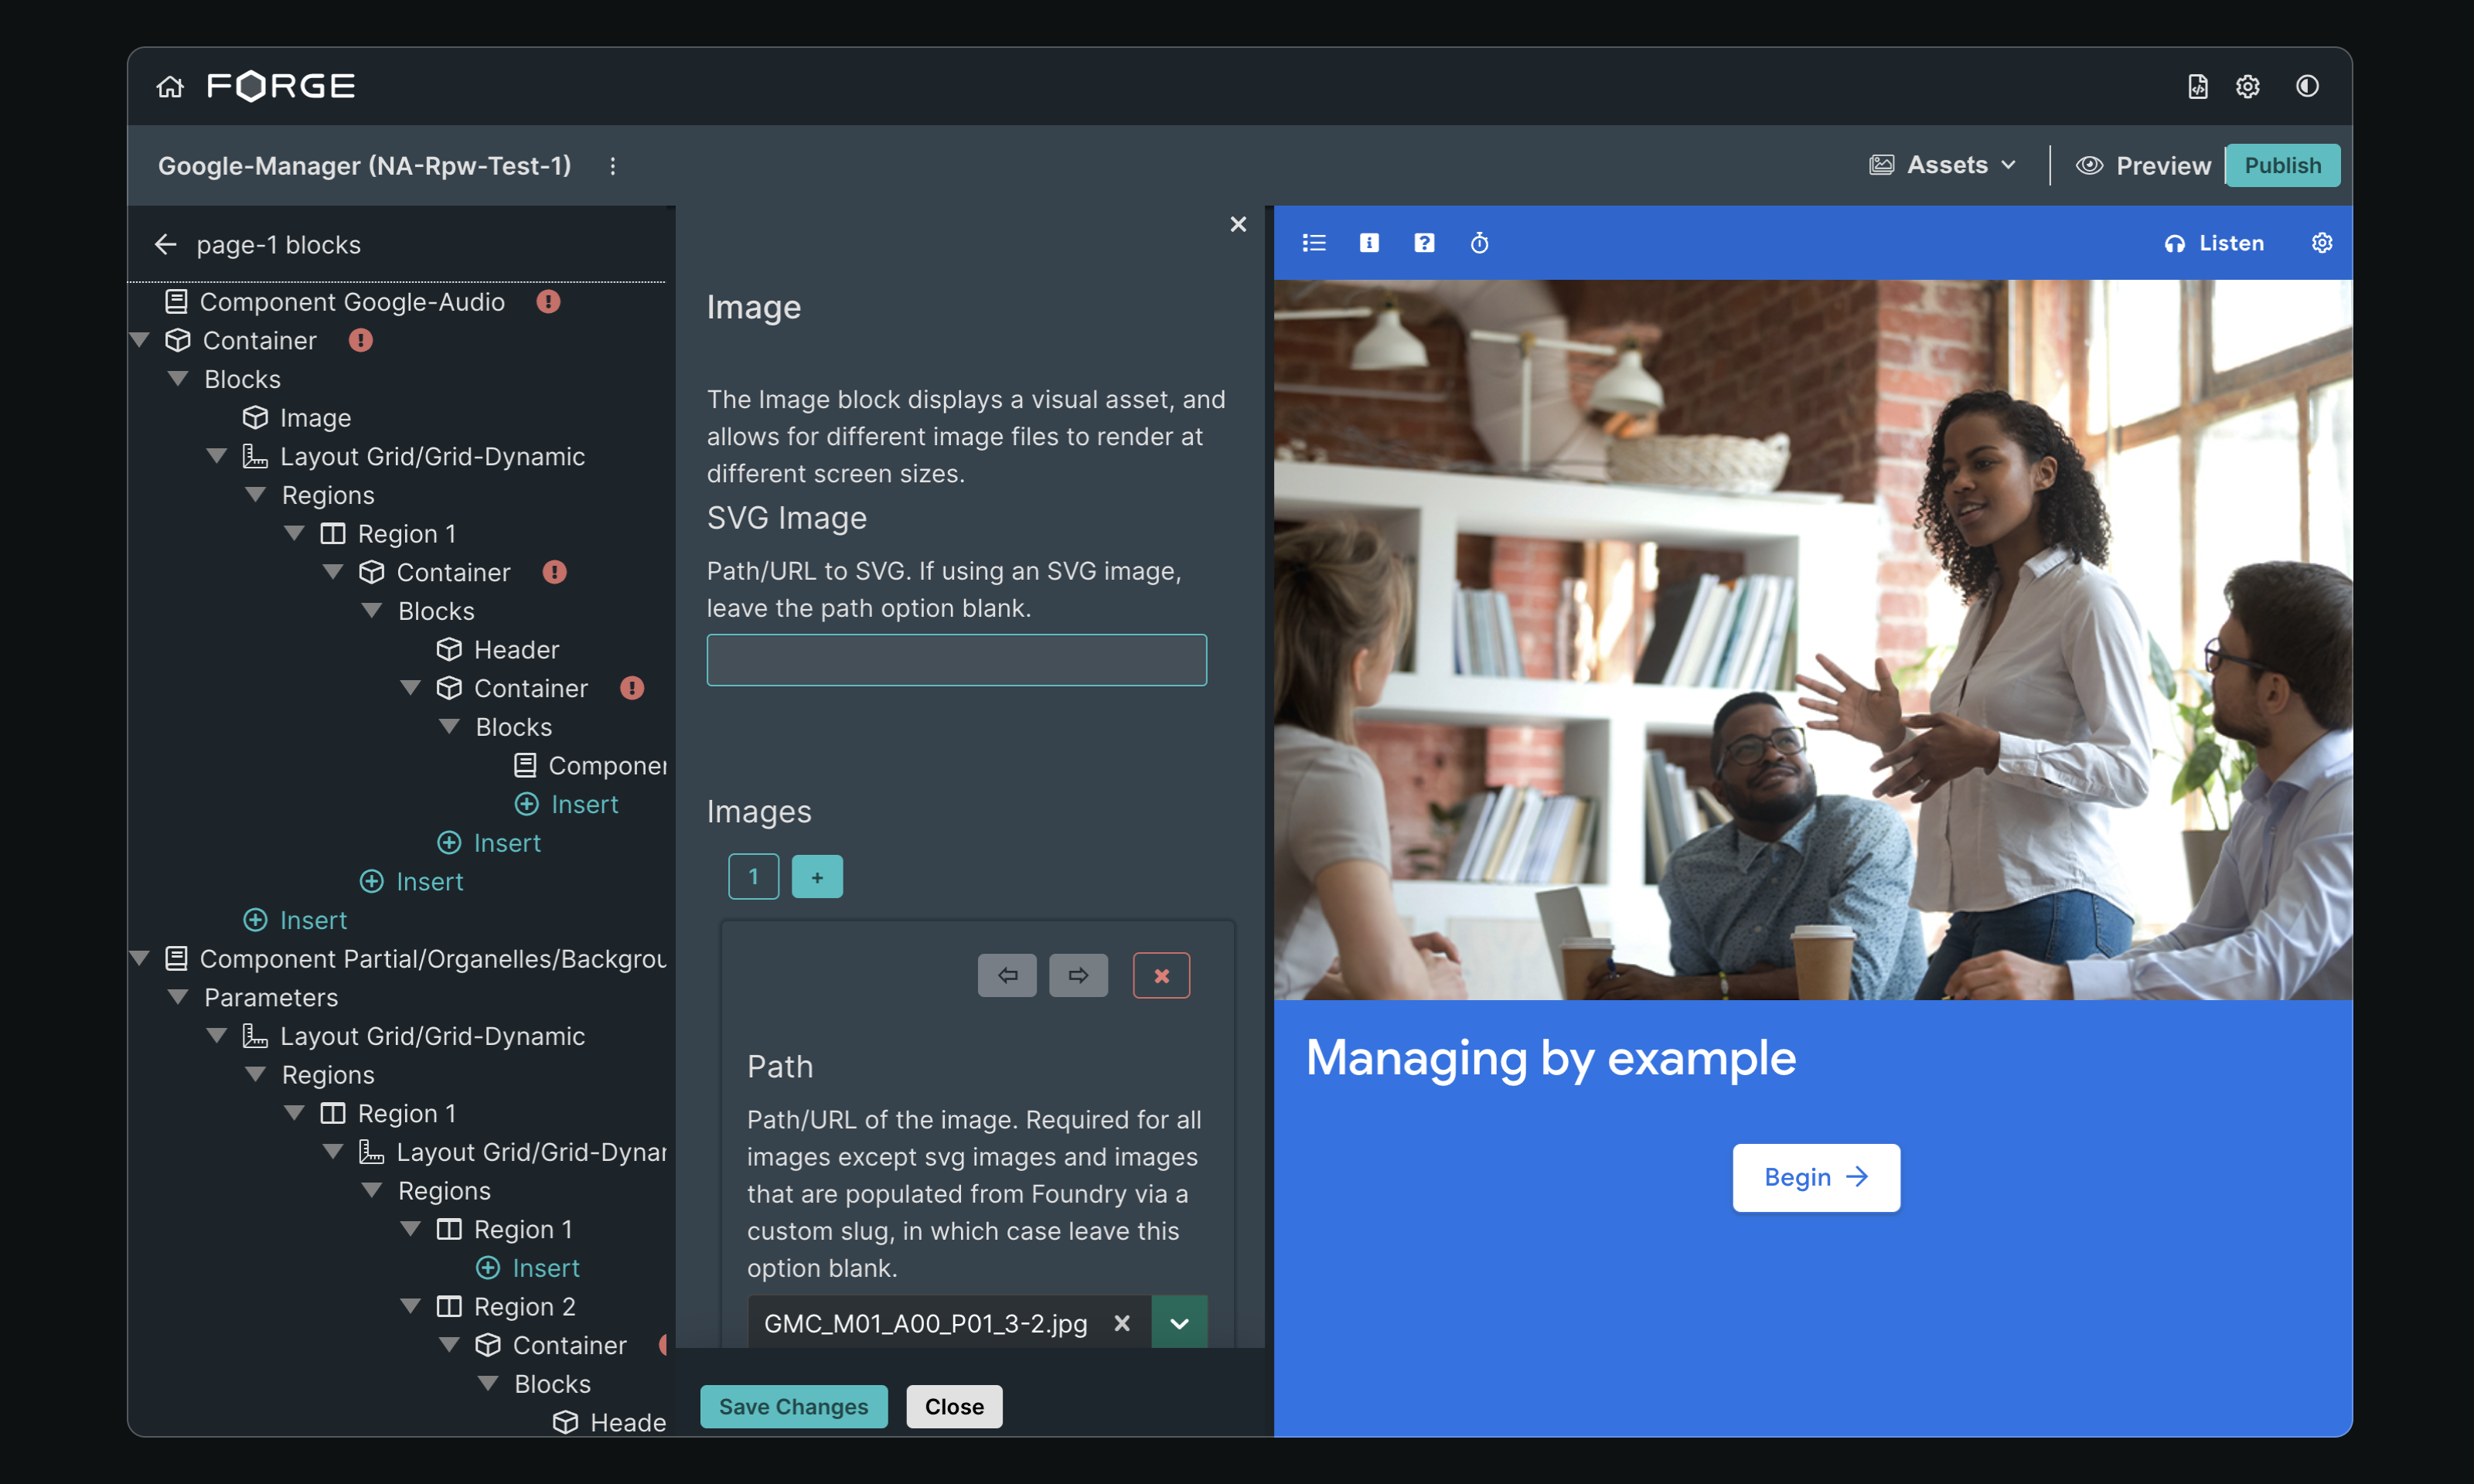 FORGE
Google-Manager (NA-Rpw-Test-1)
Assets
Preview
Publish
page-1 blocks
Component Google-Audio
Container
Blocks
Image
Layout Grid/Grid-Dynamic
Regions
Region 1
Container
Blocks
Header
Container
Blocks
Componen
Insert
Insert
Insert
Insert
Component Partial/Organelles/Backgrou
Parameters
Layout Grid/Grid-Dynamic
Regions
Region 1
Layout Grid/Grid-Dynam
Regions
Region 1
Insert
Region 2
Container
Blocks
Heade
Image
The Image block displays a visual asset, and
allows for different image files to render at
different screen sizes.
SVG Image
Path/URL to SVG. If using an SVG image,
leave the path option blank.
Images
1
+
Path
Path/URL of the image. Required for all
images except svg images and images
that are populated from Foundry via a
custom slug, in which case leave this
option blank.
GMC_M01_A00_P01_3-2.jpg
Save Changes
Close
Listen
Managing by example
Begin